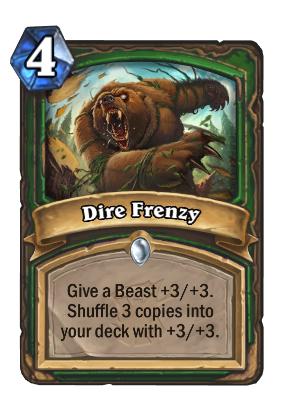 4
Dire Frenzy
Give a Beast +3/+3.
Shuffle 3 copies into
your deck with +3/+3.